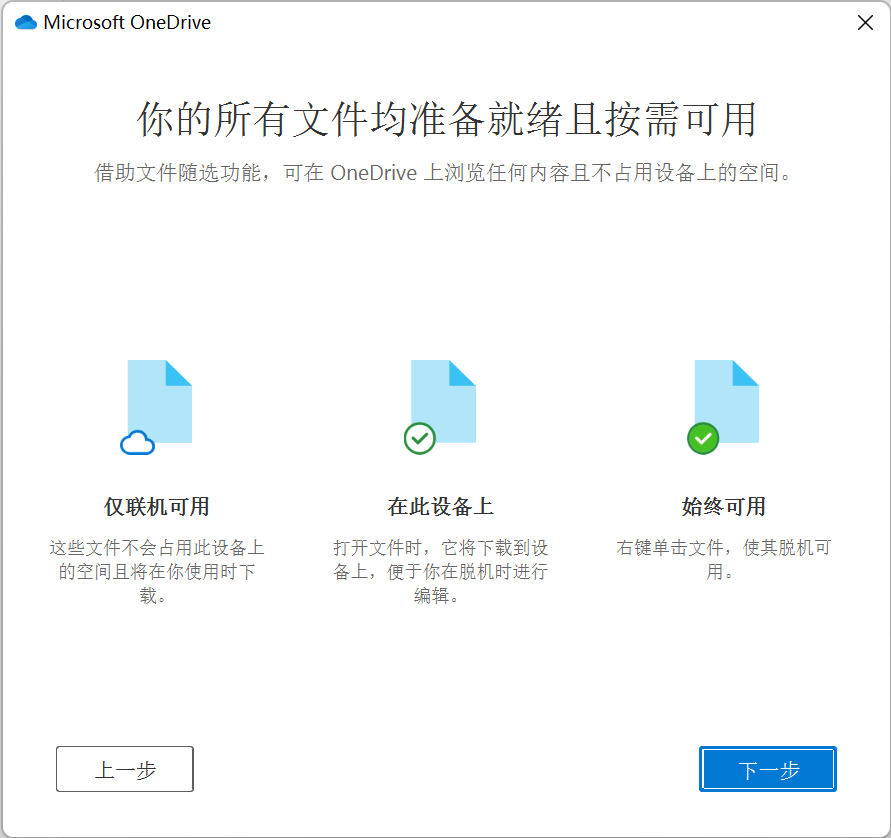 Microsoft OneDrive
你的所有文件均准备就绪且按需可用
借助文件随选功能，可在 OneDrive 上浏览任何内容且不占用设备上的空间。
仅联机可用
这些文件不会占用此设备上
的空间且将在你使用时下
载。
在此设备上
打开文件时，它将下载到设
备上，便于你在脱机时进行
编辑。
始终可用
右键单击文件，使其脱机可
用。
上一步
下一步